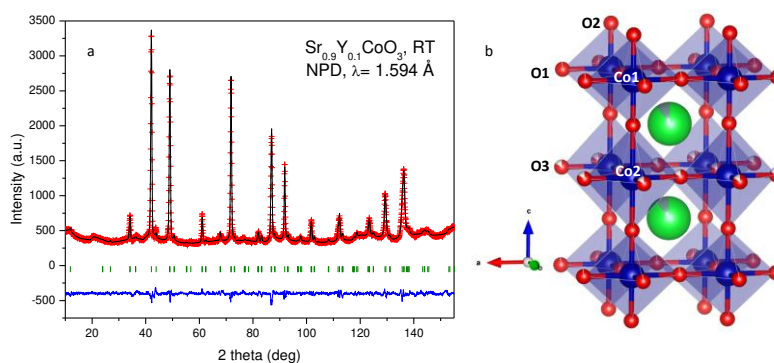 a
Sr0.9Y0.1CoO3, RT
NPD, λ= 1.594 Å
Intensity (a.u.)
3500
3000
2500
2000
1500
1000
500
0
-500
20 40 60 80 100 120 140
2 theta (deg)
b
O2
O1
Co1
O3
Co2
c
a
b